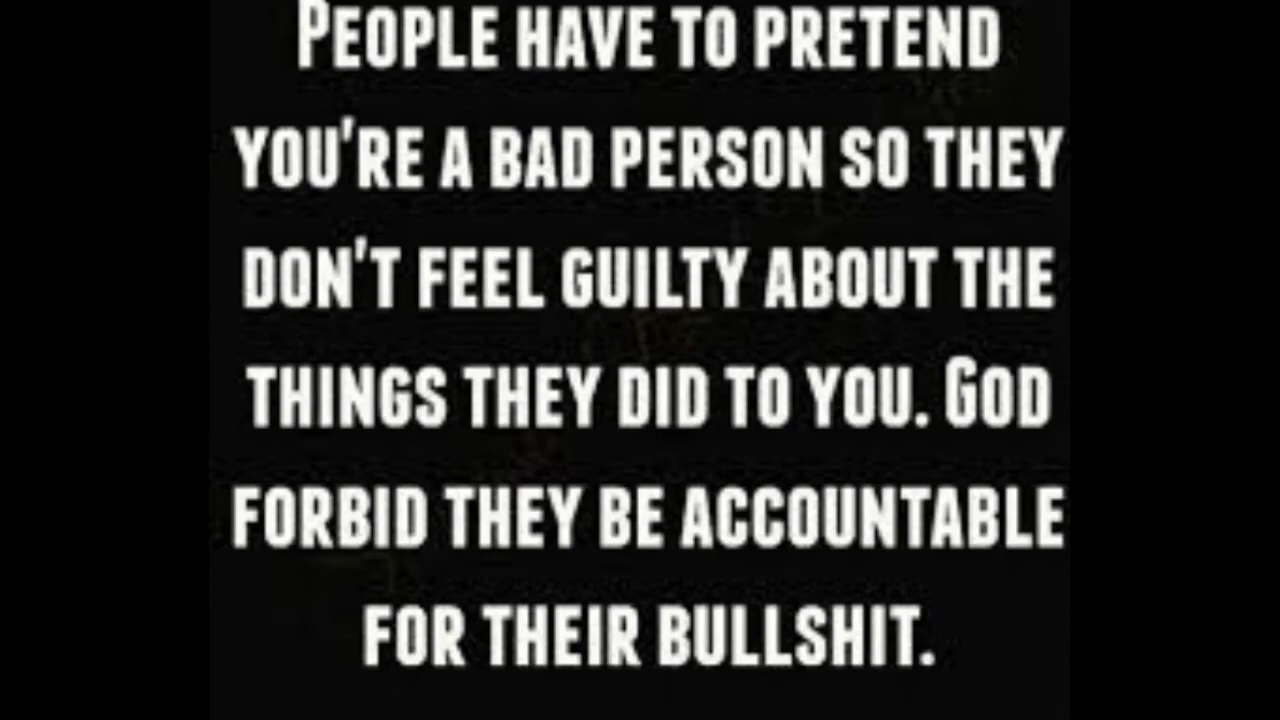 People have to pretend
you're a bad person so they
don't feel guilty about the
things they did to you. God
forbid they be accountable
for their bullshit.